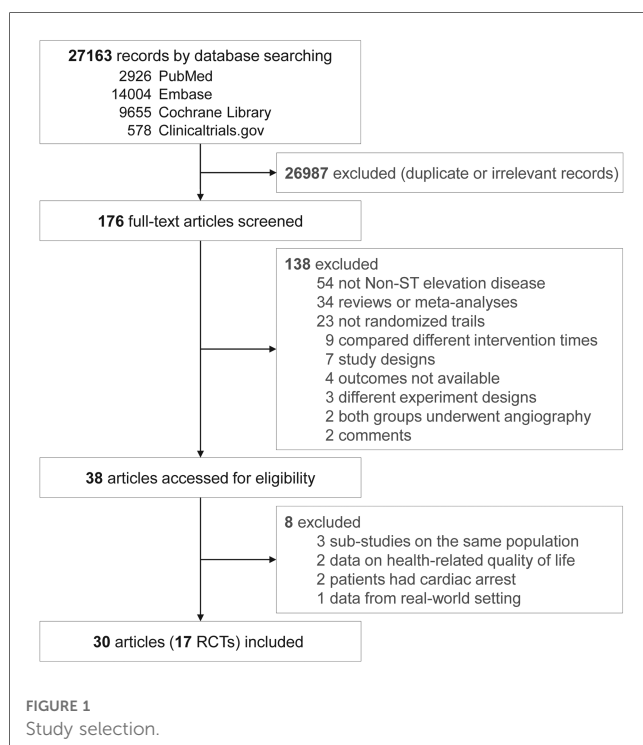 27163 records by database searching
2926 PubMed
14004 Embase
9655 Cochrane Library
578 Clinicaltrials.gov
26987 excluded (duplicate or irrelevant records)
176 full-text articles screened
138 excluded
54 not Non-ST elevation disease
34 reviews or meta-analyses
23 not randomized trails
9 compared different intervention times
7 study designs
4 outcomes not available
3 different experiment designs
2 both groups underwent angiography
2 comments
38 articles accessed for eligibility
8 excluded
3 sub-studies on the same population
2 data on health-related quality of life
2 patients had cardiac arrest
1 data from real-world setting
30 articles (17 RCTs) included
FIGURE 1
Study selection.